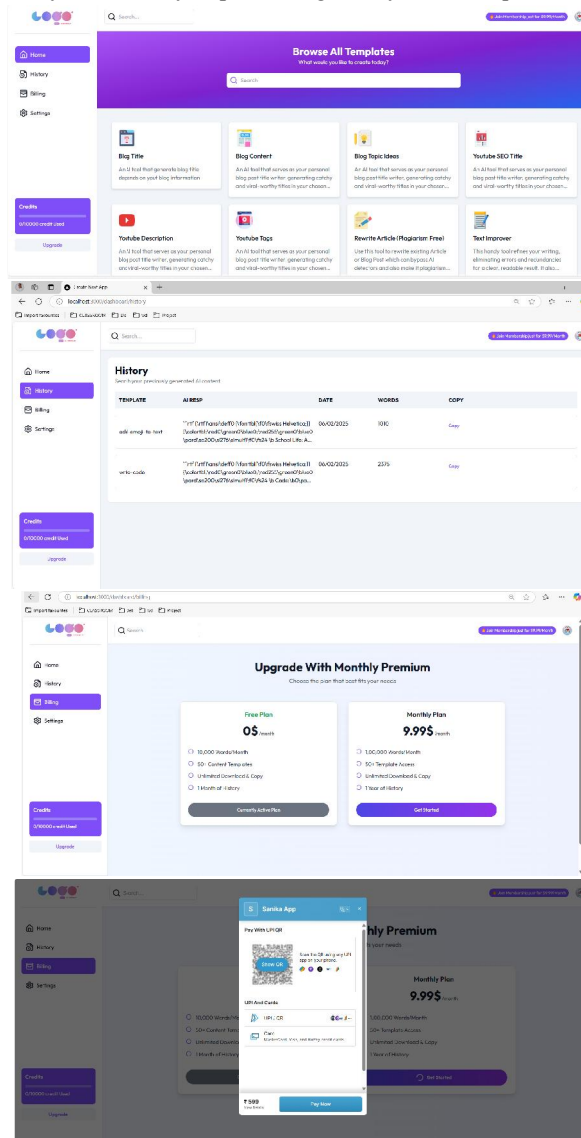 LOGO
Search...
Join Membership just for $9.99/Month
Home
History
Billing
Settings
Credits
0/10000 credit Used
Upgrade
Browse All Templates
What would you like to create today?
Search
Blog Title
An AI tool that generate blog title
depends on your blog information
Blog Content
An AI tool that serves as your personal
blog post title writer, generating catchy
and viral-worthy titles in your chosen...
Blog Topic Ideas
An AI tool that serves as your personal
blog post title writer, generating catchy
and viral-worthy titles in your chosen...
Youtube SEO Title
An AI tool that serves as your personal
blog post title writer, generating catchy
and viral-worthy titles in your chosen...
Youtube Description
An AI tool that serves as your personal
blog post title writer, generating catchy
and viral-worthy titles in your chosen...
Youtube Tags
An AI tool that serves as your personal
blog post title writer, generating catchy
and viral-worthy titles in your chosen...
Rewrite Article (Plagiarism Free)
Use this tool to rewrite existing Article
or Blog Post which can bypass AI
detectors and also make it plagiarism...
Text Improver
This handy tool refines your writing,
eliminating errors and redundancies
for a clear, readable result. It also...
Create Next App
localhost:3000/dashboard/history
Import favourites
Project
LOGO
Search...
Join Membership just for $9.99/Month
Home
History
Billing
Settings
Credits
0/10000 credit Used
Upgrade
History
Search your previously generated AI content
TEMPLATE AI RESP DATE WORDS COPY
add-emoji-to-text 06/02/2025 1010 Copy
write-code 06/02/2025 2375 Copy
localhost:3000/dashboard/billing
Import favourites
Project
LOGO
Search...
Join Membership just for $9.99/Month
Home
History
Billing
Settings
Credits
0/10000 credit Used
Upgrade
Upgrade With Monthly Premium
Choose the plan that best fits your needs
Free Plan
0$ /month
10,000 Words/Month
50+ Content Templates
Unlimited Download & Copy
1 Month of History
Currently Active Plan
Monthly Plan
9.99$ /month
1,00,000 Words/Month
50+ Template Access
Unlimited Download & Copy
1 Year of History
Get Started
LOGO
Search...
Home
History
Billing
Settings
Credits
0/10000 credit Used
Upgrade
S Sanika App
Pay With UPI QR
Show QR
Scan the QR using any UPI
app on your phone.
UPI And Cards
UPI / QR
Card
₹ 599
View Details
Pay Now
hly Premium
Monthly Plan
9.99$ /month
10,000 Words/
50+ Content Tem
Unlimited Downlo
1 Month of History
1,00,000 Words/Month
50+ Template Access
Unlimited Download & Copy
1 Year of History
Get Started